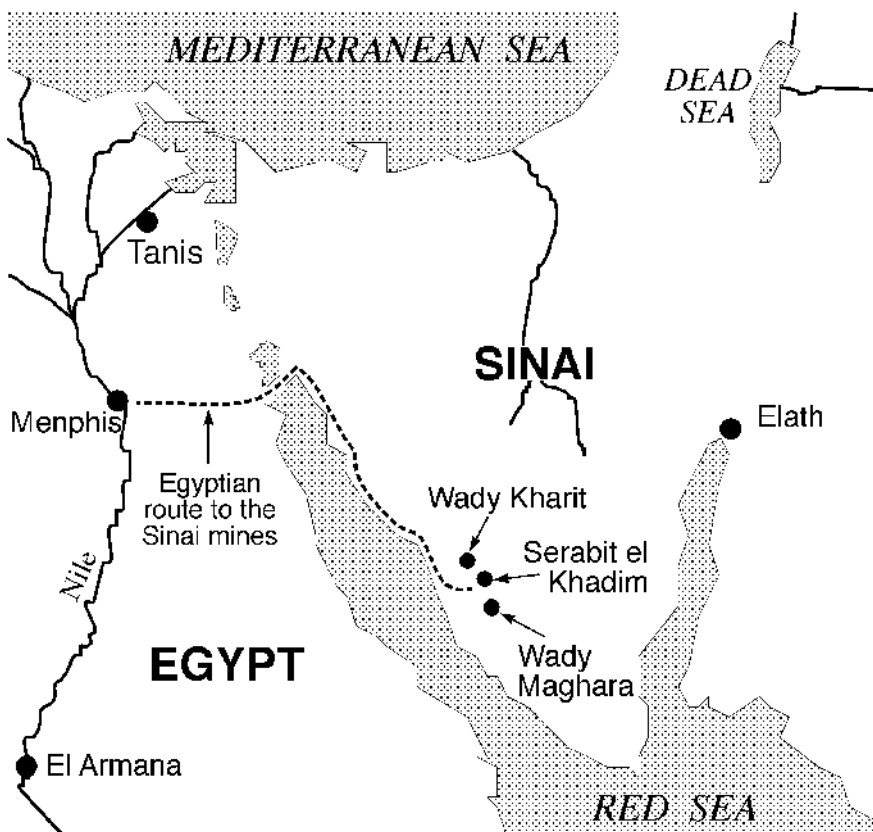 MEDITERRANEAN SEA
DEAD
SEA
Tanis
SINAI
Menphis
Elath
Egyptian
route to the
Sinai mines
Wady Kharit
Serabit el
Khadim
Nile
EGYPT
Wady
Maghara
El Armana
RED SEA